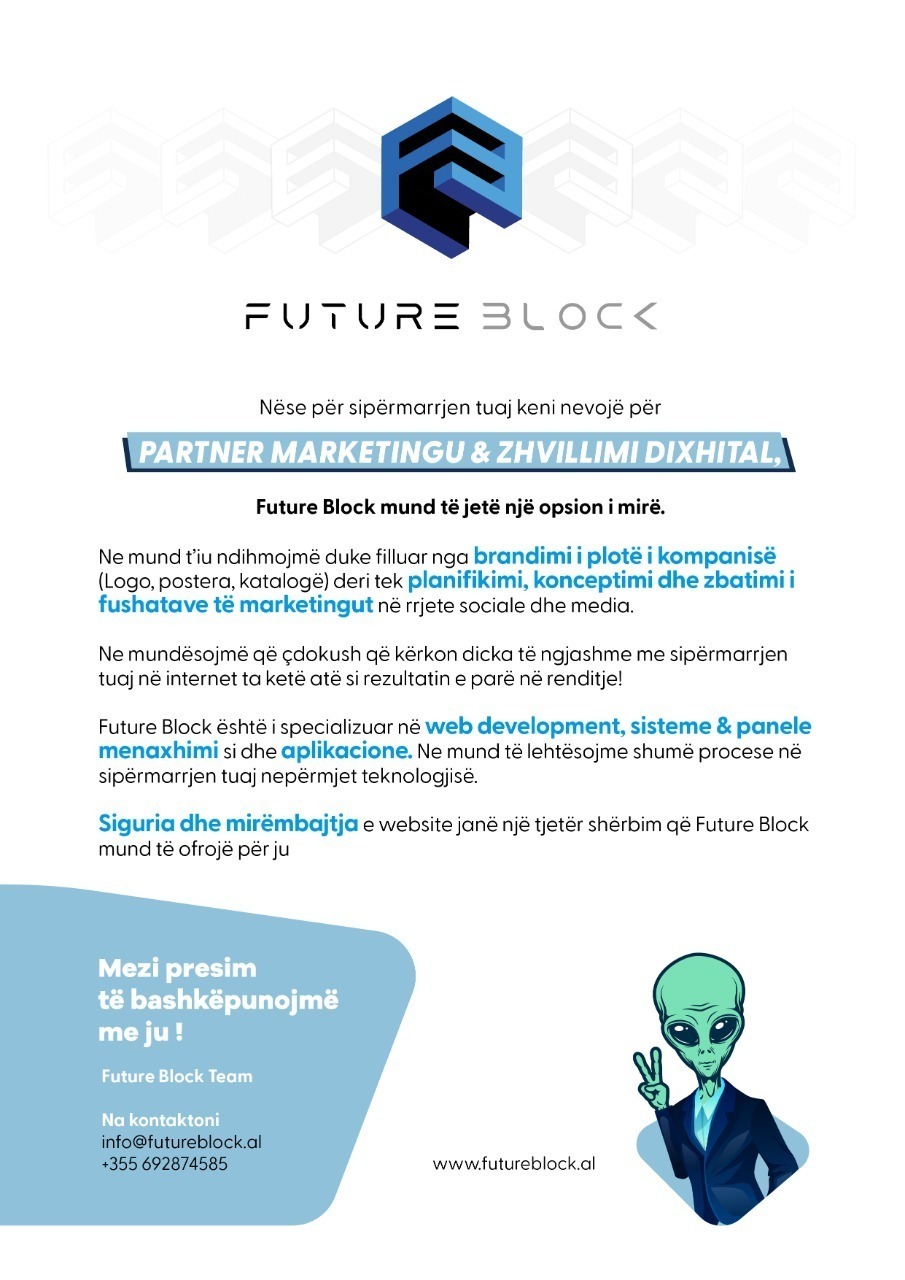 FUTURE BLOCK
Nëse për sipërmarrjen tuaj keni nevojë për
PARTNER MARKETINGU & ZHVILLIMI DIXHITAL,
Future Block mund të jetë një opsion i mirë.
Ne mund t'iu ndihmojmë duke filluar nga brandimi i plotë i kompanisë
(Logo, postera, katalogë) deri tek planifikimi, konceptimi dhe zbatimi i
fushatave të marketingut në rrjete sociale dhe media.
Ne mundësojmë që çdokush që kërkon dicka të ngjashme me sipërmarrjen
tuaj në internet ta ketë atë si rezultatin e parë në renditje!
Future Block është i specializuar në web development, sisteme & panele
menaxhimi si dhe aplikacione. Ne mund të lehtësojme shumë procese në
sipërmarrjen tuaj nepërmjet teknologjisë.
Siguria dhe mirëmbajtja e website janë një tjetër shërbim që Future Block
mund të ofrojë për ju
Mezi presim
të bashkëpunojmë
me ju !
Future Block Team
Na kontaktoni
info@futureblock.al
+355 692874585
www.futureblock.al